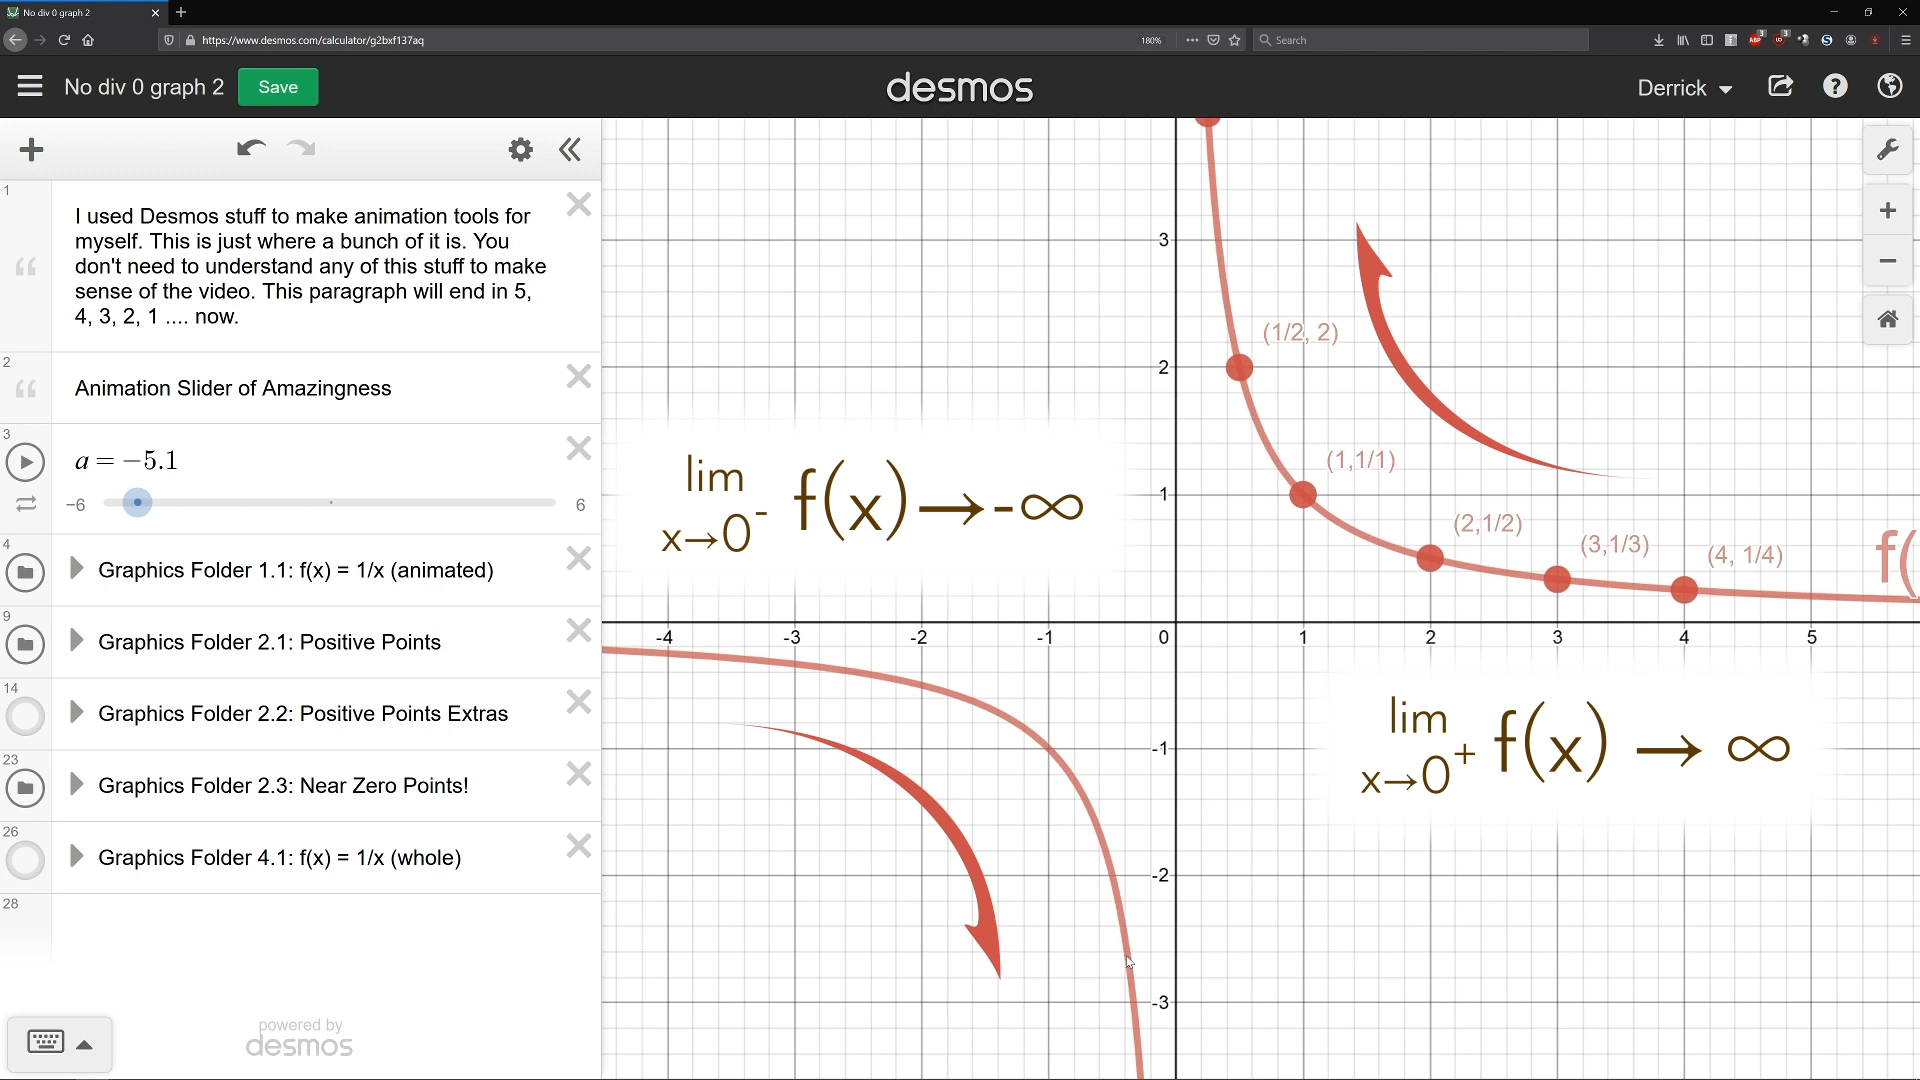 No div 0 graph 2
https://www.desmos.com/calculator/g2bxf137aq
180%
Search
No div 0 graph 2
Save
desmos
Derrick
1
I used Desmos stuff to make animation tools for
myself. This is just where a bunch of it is. You
don't need to understand any of this stuff to make
sense of the video. This paragraph will end in 5,
4, 3, 2, 1 .... now.
2
Animation Slider of Amazingness
3
a = −5.1
−6
6
4
Graphics Folder 1.1: f(x) = 1/x (animated)
9
Graphics Folder 2.1: Positive Points
14
Graphics Folder 2.2: Positive Points Extras
23
Graphics Folder 2.3: Near Zero Points!
26
Graphics Folder 4.1: f(x) = 1/x (whole)
28
powered by
desmos
3
2
1
-4 -3 -2 -1 0 1 2 3 4 5
-1
-2
-3
(1/2, 2)
(1,1/1)
(2,1/2)
(3,1/3)
(4, 1/4)
f(
lim f(x)→-∞
x→0⁻
lim f(x) → ∞
x→0⁺